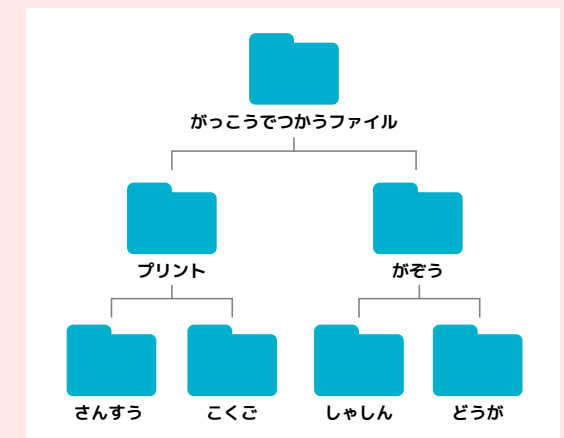 がっこうでつかうファイル
プリント
がぞう
さんすう
こくご
しゃしん
どうが